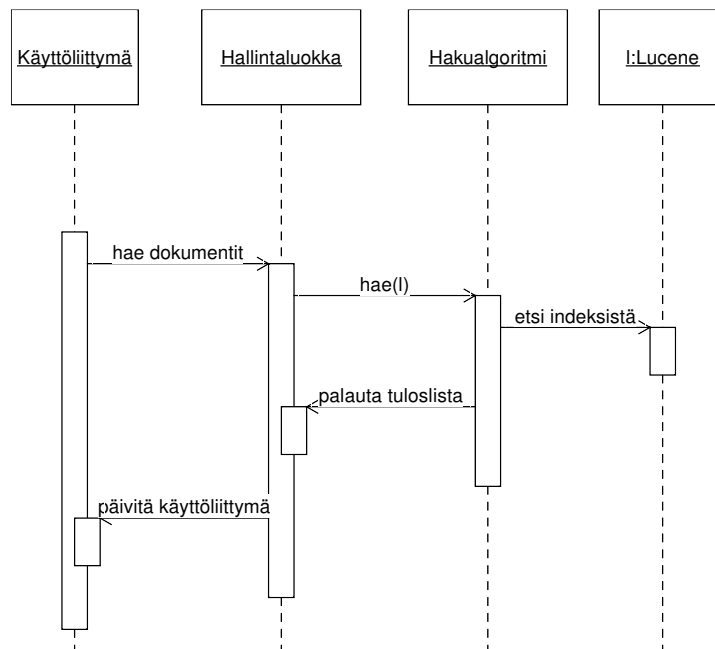 Käyttöliittymä
Hallintaluokka
Hakualgoritmi
l:Lucene
hae dokumentit
hae(l)
etsi indeksistä
palauta tuloslista
päivitä käyttöliittymä